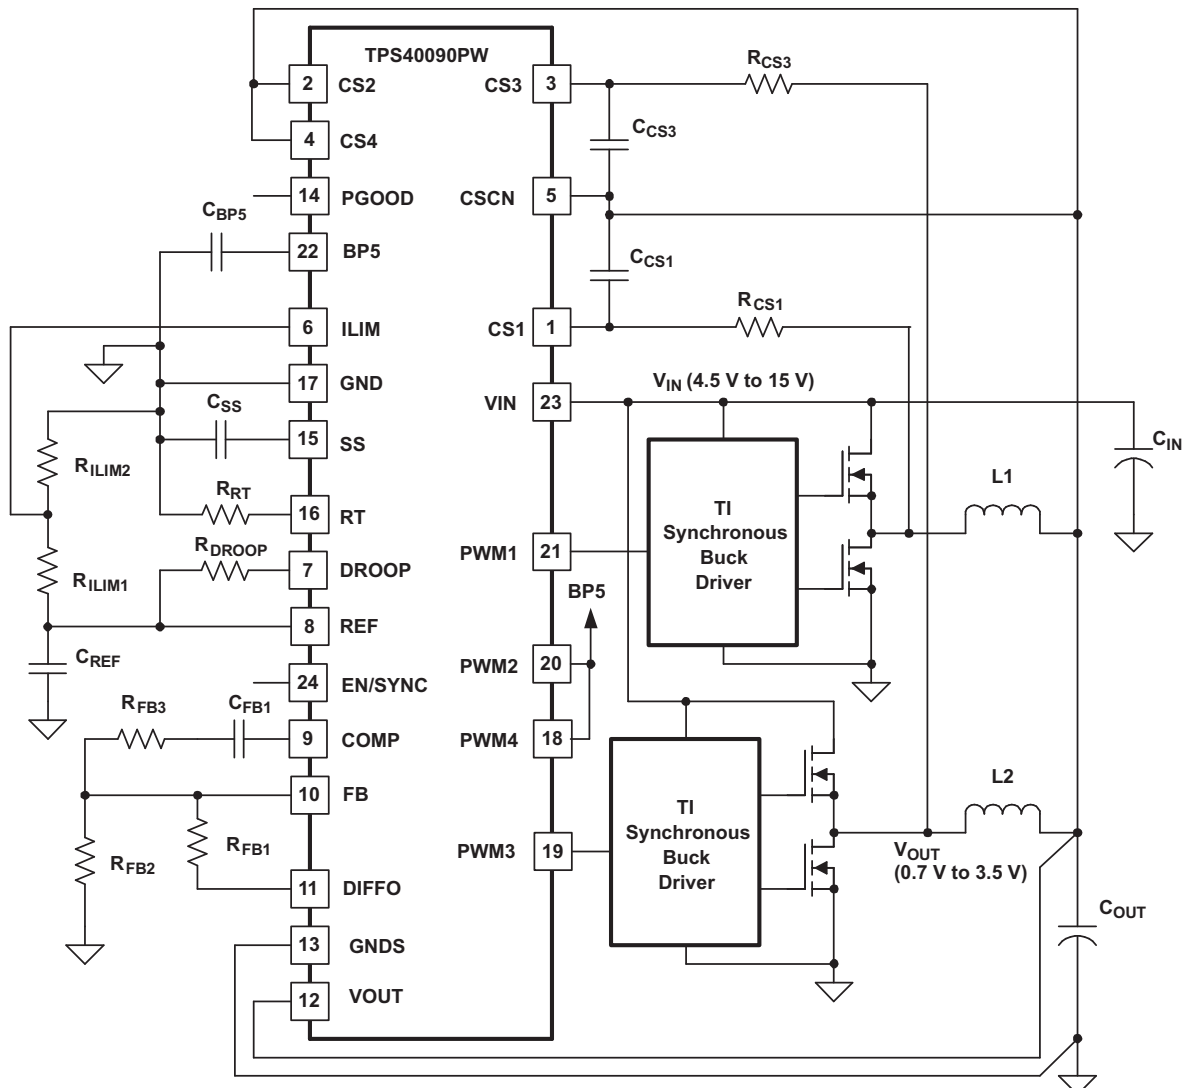 TPS40090PW
2 CS2
4 CS4
14 PGOOD
22 BP5
6 ILIM
17 GND
15 SS
16 RT
7 DROOP
8 REF
24 EN/SYNC
9 COMP
10 FB
11 DIFFO
13 GNDS
12 VOUT
CS3 3
CSCN 5
CS1 1
VIN 23
PWM1 21
PWM2 20
PWM4 18
PWM3 19
CBP5
CSS
RILIM2
RRT
RDROOP
RILIM1
CREF
RFB3
CFB1
RFB2
RFB1
RCS3
CCS3
CCS1
RCS1
VIN (4.5 V to 15 V)
CIN
TI
Synchronous
Buck
Driver
L1
BP5
TI
Synchronous
Buck
Driver
L2
VOUT
(0.7 V to 3.5 V)
COUT